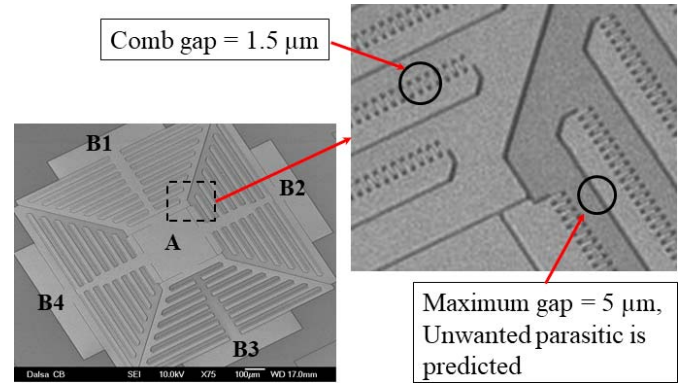 Comb gap = 1.5 µm
B1
B2
A
B4
B3
Dalsa CB SEI 10.0kV X75 100µm WD 17.0mm
Maximum gap = 5 µm,
Unwanted parasitic is
predicted